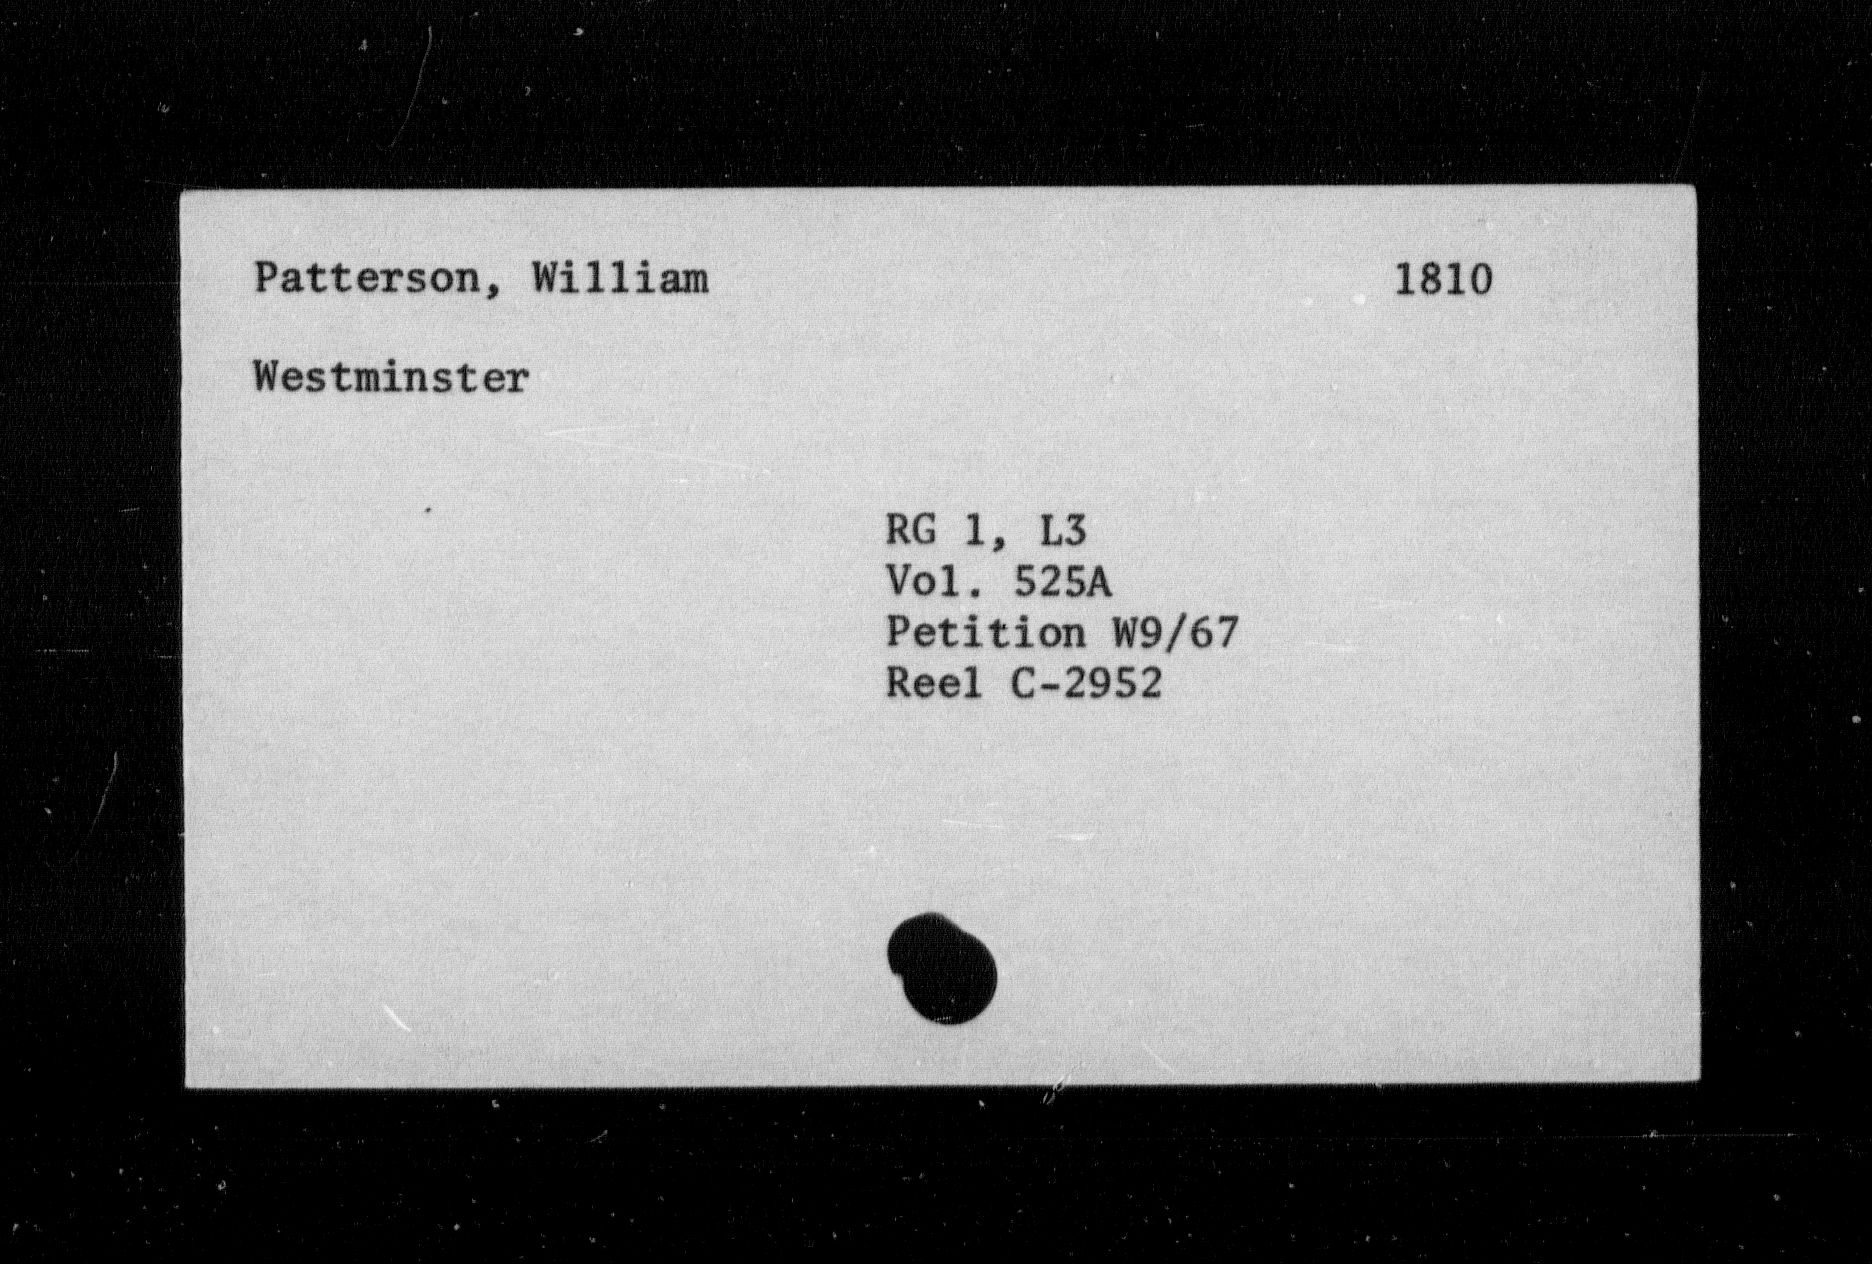 Patterson, William 1810
Westminster
RG 1, L3
Vol. 525A
Petition W9/67
Reel C-2952